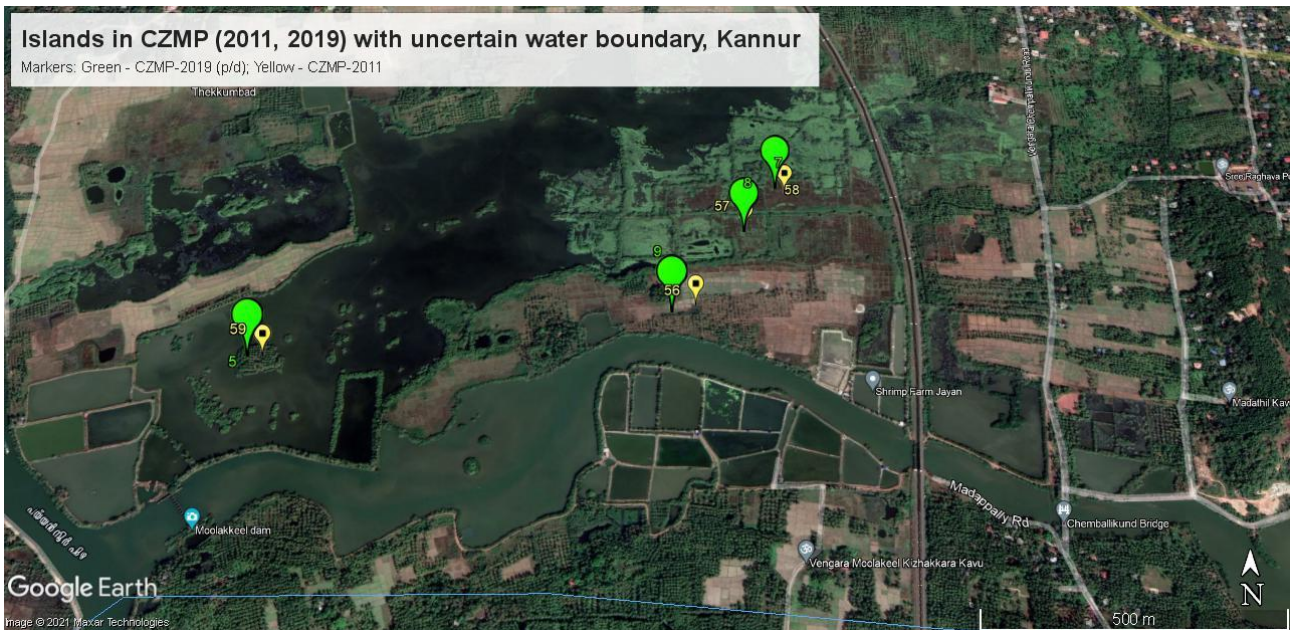 Islands in CZMP (2011, 2019) with uncertain water boundary, Kannur
Markers: Green - CZMP-2019 (p/d); Yellow - CZMP-2011
Thekkumbad
7
58
8
57
Sree Raghava
9
56
59
5
Shrimp Farm Jayan
Madathil Kav
Madappally Rd
Moolakkeel dam
Chemballikund Bridge
Vengara Moolakeel Kizhakkara Kavu
Google Earth
N
Image © 2021 Maxar Technologies
500 m